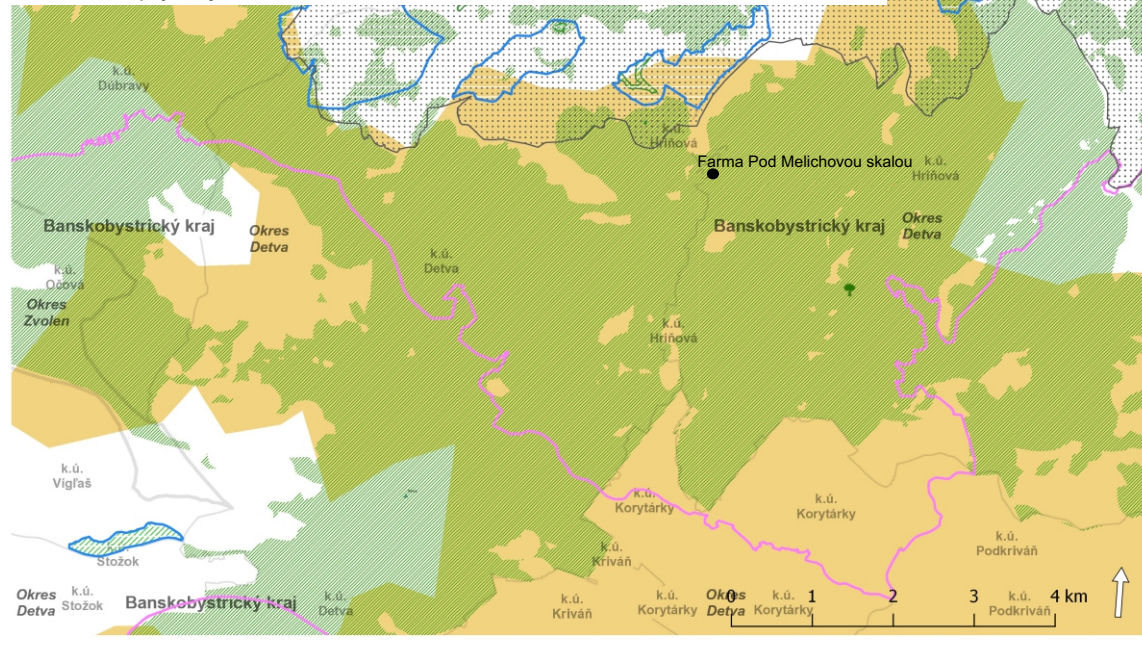 k.ú.
Dúbravy
k.ú.
Hriňová
Farma Pod Melichovou skalou
k.ú.
Hriňová
Banskobystrický kraj
Okres
Detva
Banskobystrický kraj
Okres
Detva
k.ú.
Očová
k.ú.
Detva
Okres
Zvolen
k.ú.
Hriňová
k.ú.
Vígľaš
k.ú.
Korytárky
k.ú.
Korytárky
k.ú.
Stožok
k.ú.
Kriváň
k.ú.
Podkriváň
Okres
Detva
k.ú.
Stožok
Banskobystrický kraj
k.ú.
Detva
k.ú.
Kriváň
k.ú.
Korytárky
Okres
Detva
k.ú.
Korytárky
k.ú.
Podkriváň
0 1 2 3 4 km